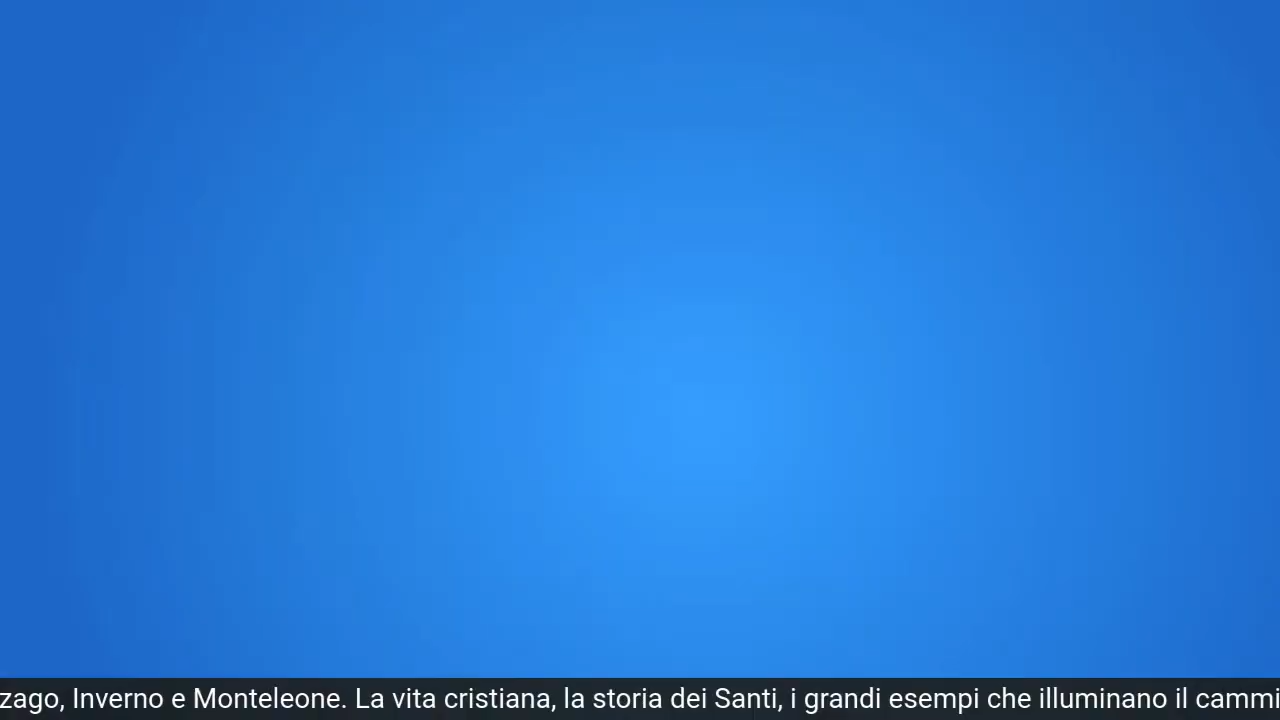 zago, Inverno e Monteleone. La vita cristiana, la storia dei Santi, i grandi esempi che illuminano il cammi